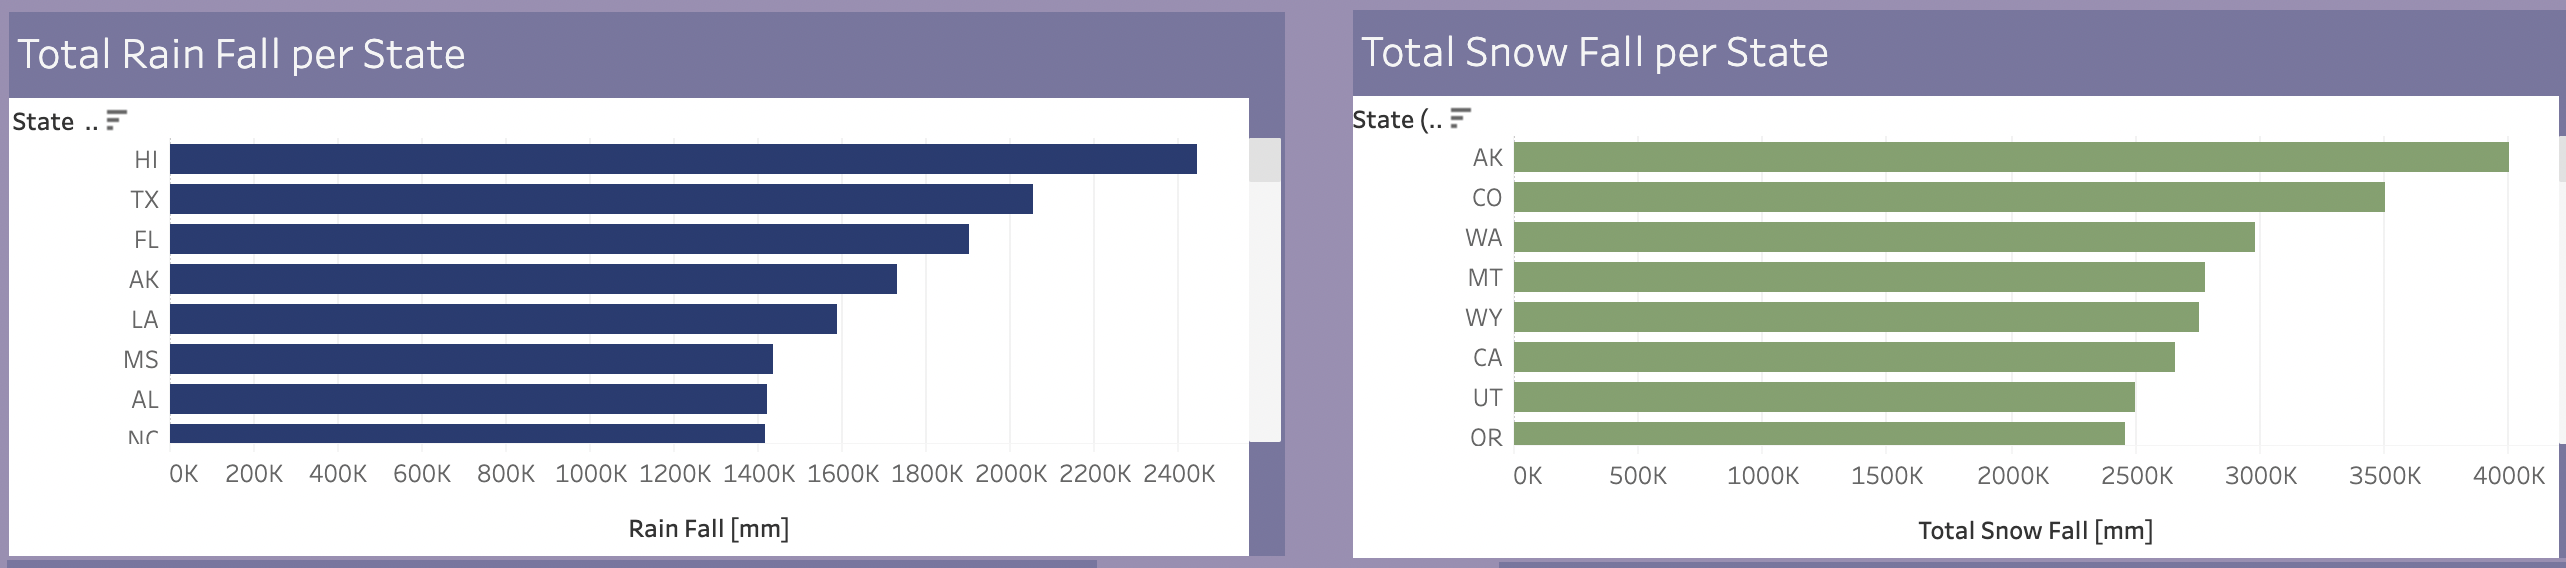 Total Rain Fall per State
State ..
HI
TX
FL
AK
LA
MS
AL
NC
0K 200K 400K 600K 800K 1000K 1200K 1400K 1600K 1800K 2000K 2200K 2400K
Rain Fall [mm]
Total Snow Fall per State
State (..
AK
CO
WA
MT
WY
CA
UT
OR
0K 500K 1000K 1500K 2000K 2500K 3000K 3500K 4000K
Total Snow Fall [mm]